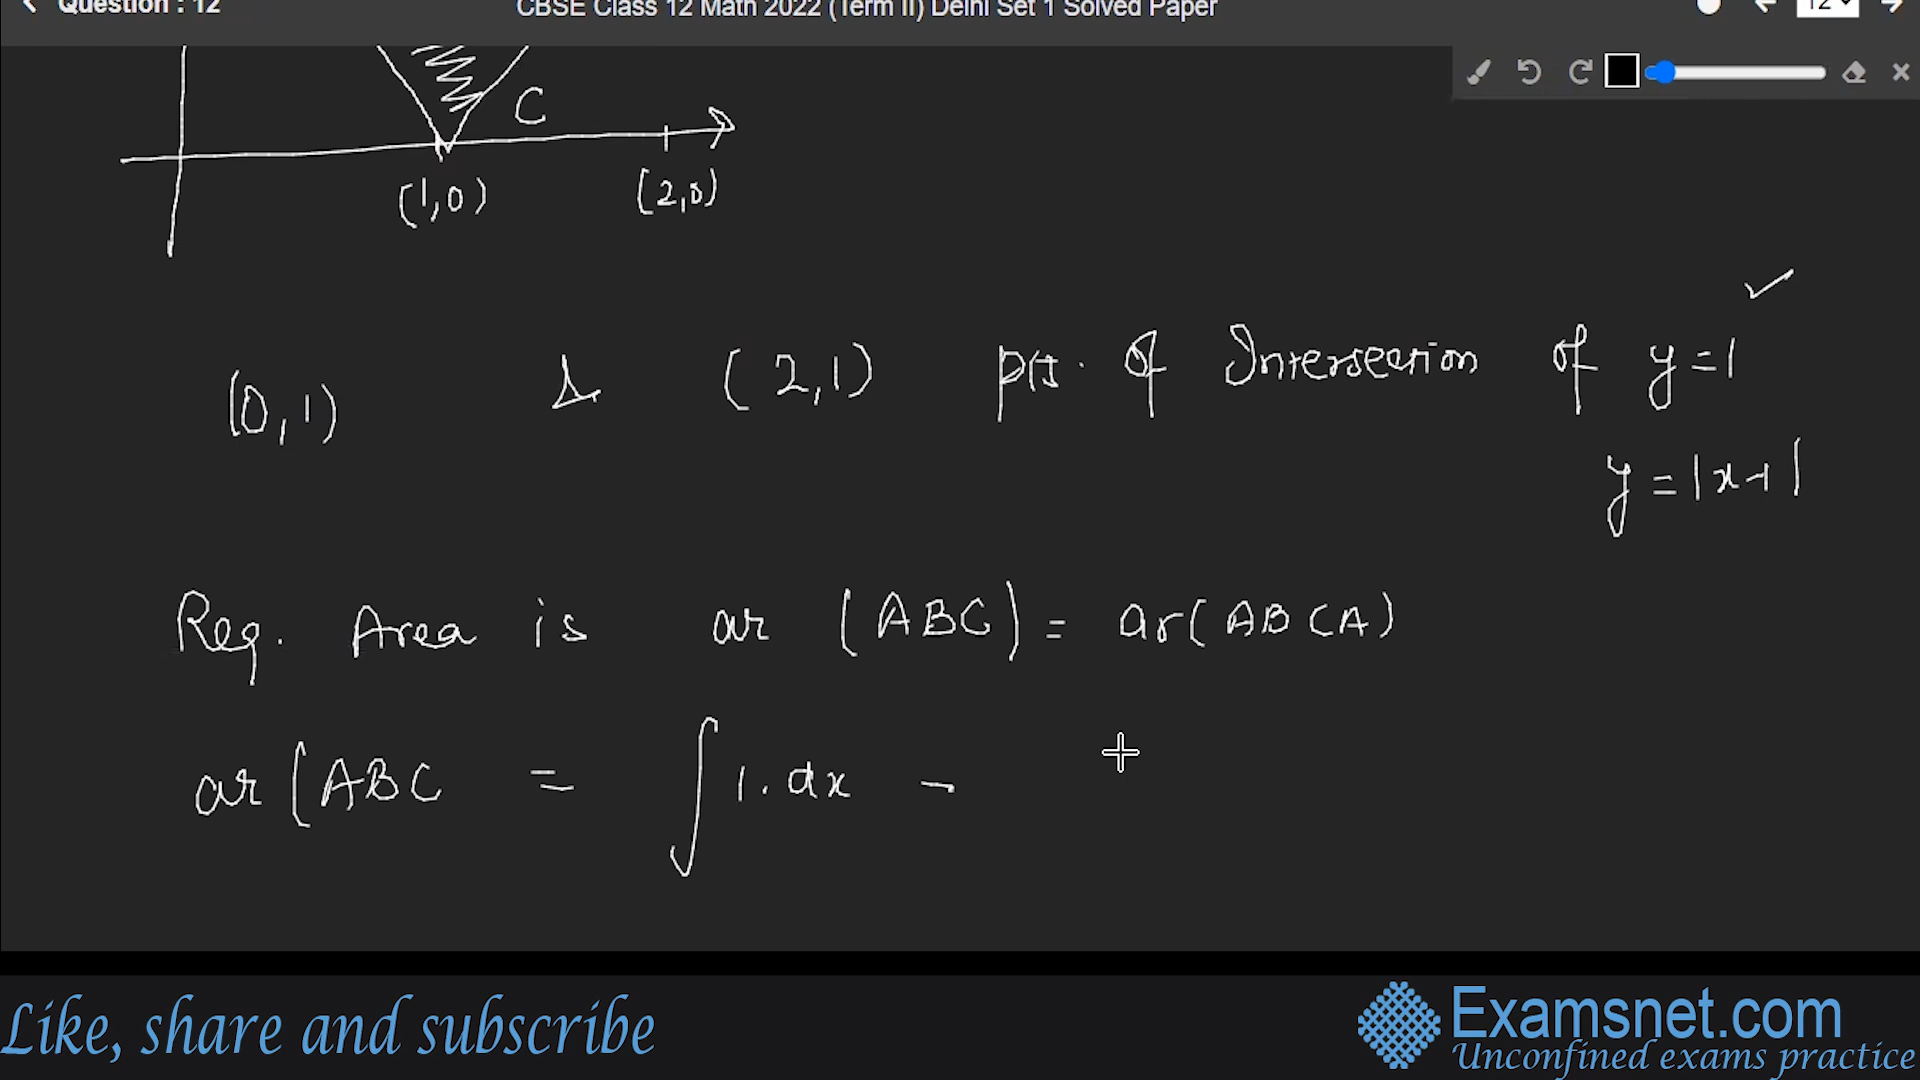 Question : 12 CBSE Class 12 Math 2022 (Term II) Delhi Set 1 Solved Paper 12
C
(1,0) (2,0)
(0,1) & (2,1) pts. of Intersection of y=1
y=|x-1|
Req. Area is ar (ABC) = ar(ABCA)
ar(ABC = ∫1.dx -
Like, share and subscribe
Examsnet.com
Unconfined exams practice